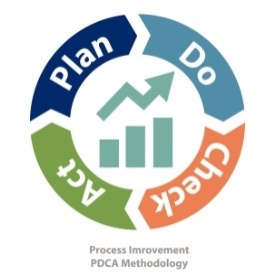 Plan
Do
Check
Act
Process Imrovement
PDCA Methodology